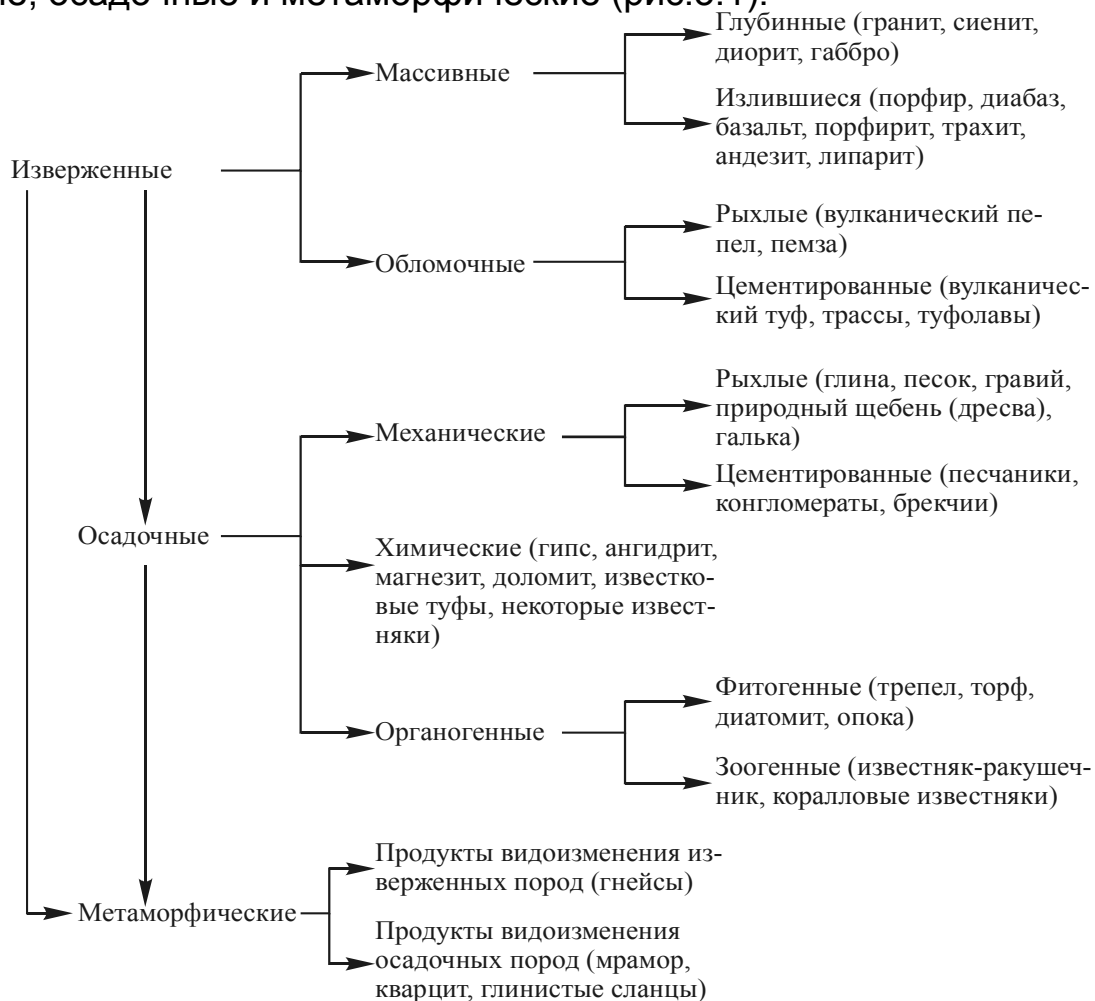 осадочные и метаморфические (рис.
Глубинные (гранит, сиенит,
диорит, габбро)
Массивные
Излившиеся (порфир, диабаз,
базальт, порфирит, трахит,
андезит, липарит)
Изверженные
Рыхлые (вулканический пе-
пел, пемза)
Обломочные
Цементированные (вулканичес-
кий туф, трассы, туфолавы)
Рыхлые (глина, песок, гравий,
природный щебень (дресва),
галька)
Механические
Цементированные (песчаники,
конгломераты, брекчии)
Осадочные
Химические (гипс, ангидрит,
магнезит, доломит, известко-
вые туфы, некоторые извест-
няки)
Фитогенные (трепел, торф,
диатомит, опока)
Органогенные
Зоогенные (известняк-ракушеч-
ник, коралловые известняки)
Продукты видоизменения из-
верженных пород (гнейсы)
Метаморфические
Продукты видоизменения
осадочных пород (мрамор,
кварцит, глинистые сланцы)